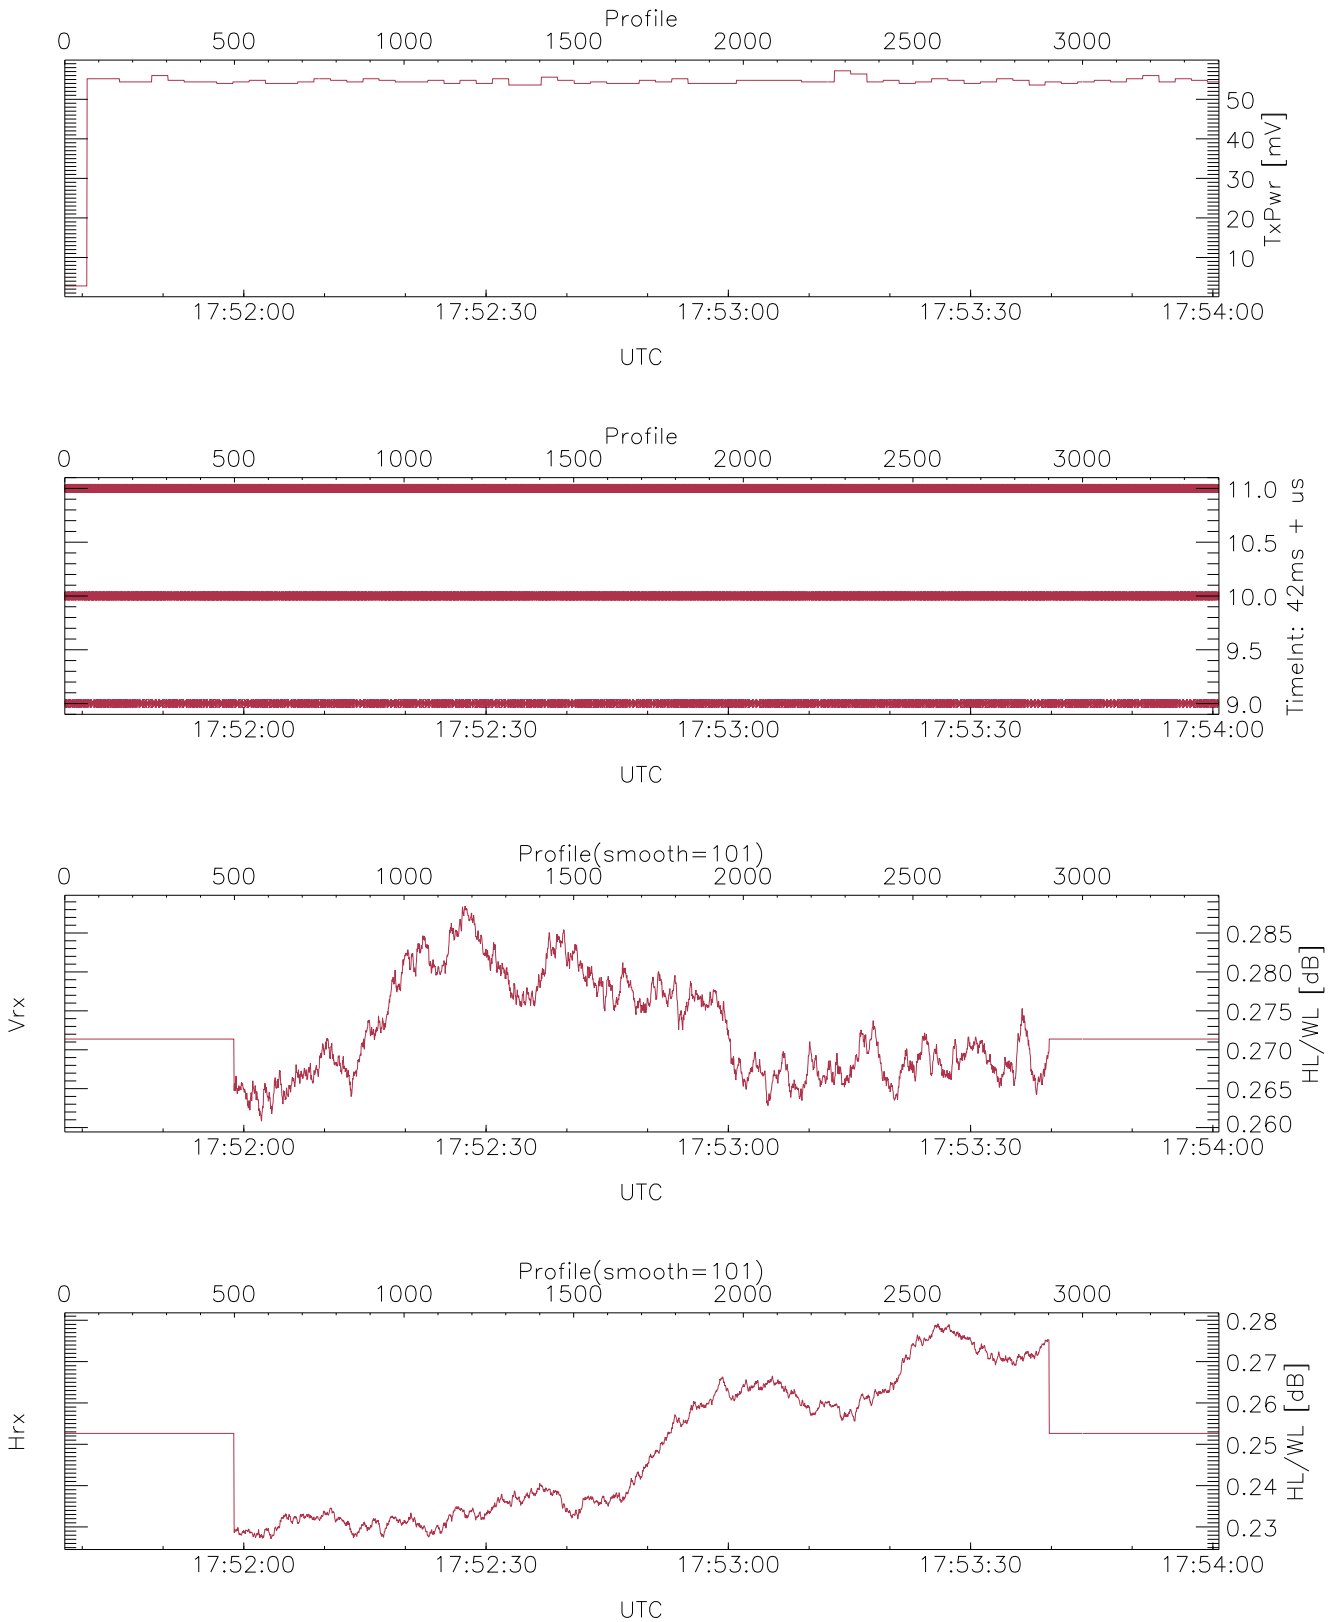 Profile
0 500 1000 1500 2000 2500 3000
50
40
30
20
10
TxPwr [mV]
17:52:00 17:52:30 17:53:00 17:53:30 17:54:00
UTC
Profile
0 500 1000 1500 2000 2500 3000
11.0
10.5
10.0
9.5
9.0
TimeInt: 42ms + us
17:52:00 17:52:30 17:53:00 17:53:30 17:54:00
UTC
Profile(smooth=101)
0 500 1000 1500 2000 2500 3000
Vrx
0.285
0.280
0.275
0.270
0.265
0.260
HL/WL [dB]
17:52:00 17:52:30 17:53:00 17:53:30 17:54:00
UTC
Profile(smooth=101)
0 500 1000 1500 2000 2500 3000
Hrx
0.28
0.27
0.26
0.25
0.24
0.23
HL/WL [dB]
17:52:00 17:52:30 17:53:00 17:53:30 17:54:00
UTC